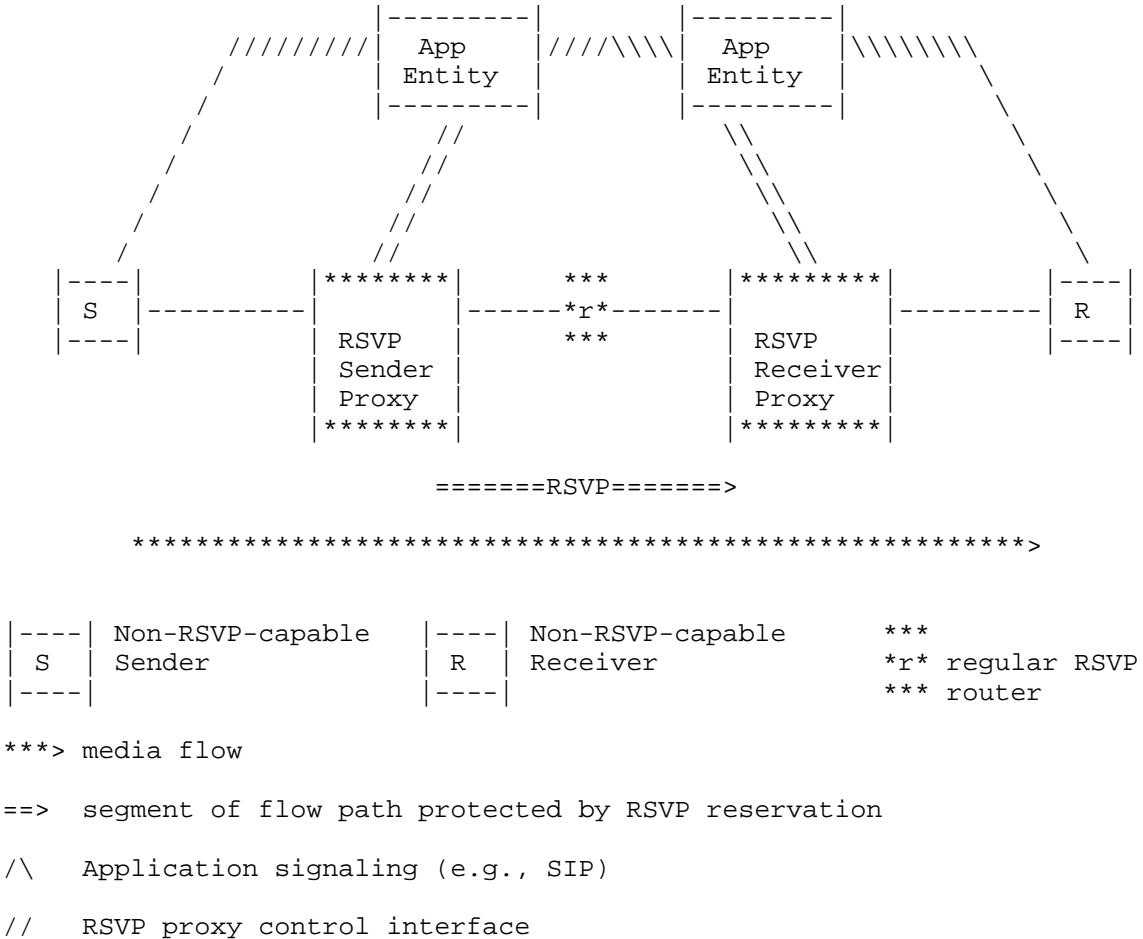 |---------|         |---------|
/////////|  App    |////\\\\|  App    |\\\\\\\\
/         | Entity  |         | Entity  |         \
/          |---------|         |---------|          \
/                //                 \\                \
/                //                   \\                \
/                //                     \\                \
/                //                       \\                \
/                //                         \\                \
|----|           |********|      ***       |*********|         |----|
| S  |----------|        |------*r*-------|         |---------| R  |
|----|           | RSVP   |      ***       | RSVP    |         |----|
| Sender |                | Receiver|
| Proxy  |                | Proxy   |
|********|                |*********|
=======RSVP=======>
********************************************************>
|----| Non-RSVP-capable   |----| Non-RSVP-capable      ***
| S  | Sender             | R  | Receiver              *r* regular RSVP
|----|                    |----|                       *** router
***> media flow
==>  segment of flow path protected by RSVP reservation
/\   Application signaling (e.g., SIP)
//   RSVP proxy control interface